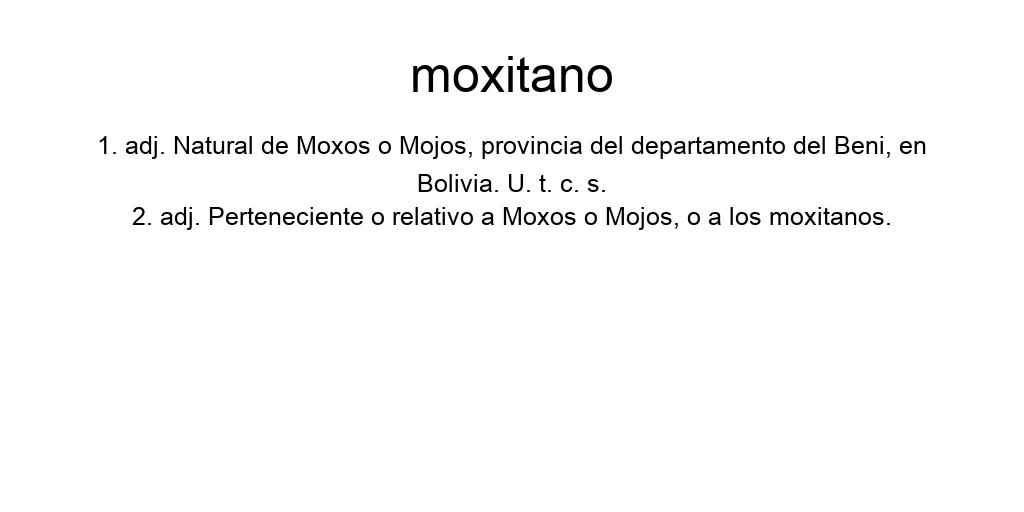 moxitano
1. adj. Natural de Moxos o Mojos, provincia del departamento del Beni, en
Bolivia. U. t. c. s.
2. adj. Perteneciente o relativo a Moxos o Mojos, o a los moxitanos.